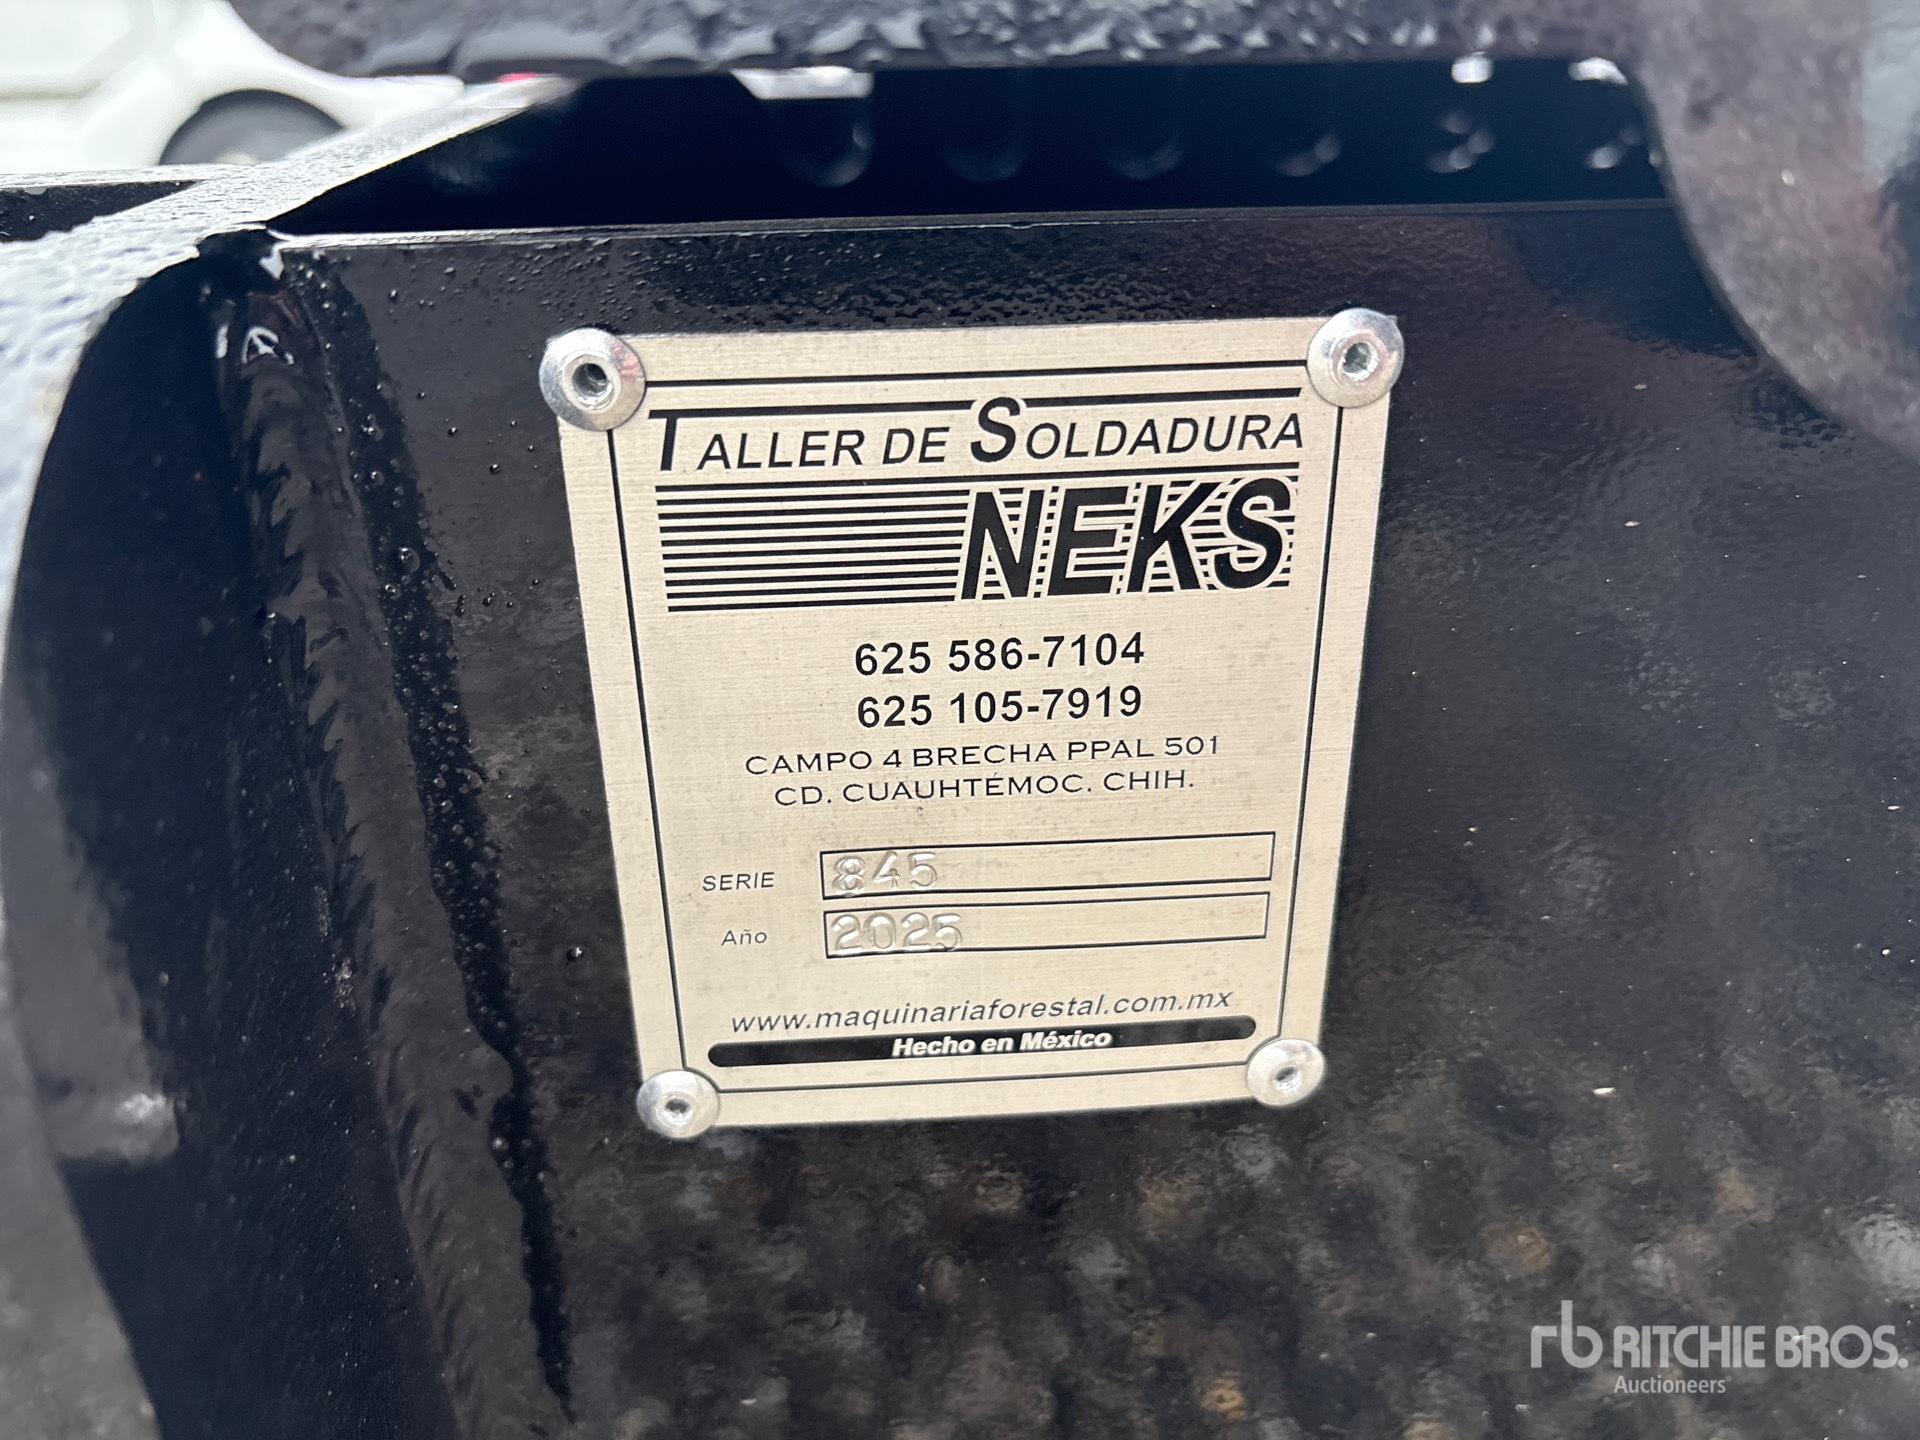 TALLER DE SOLDADURA
NEKS
625 586-7104
625 105-7919
CAMPO 4 BRECHA PPAL 501
CD. CUAUHTÉMOC. CHIH.
SERIE 845
Año 2025
www.maquinariaforestal.com.mx
Hecho en México
rb RITCHIE BROS.
Auctioneers